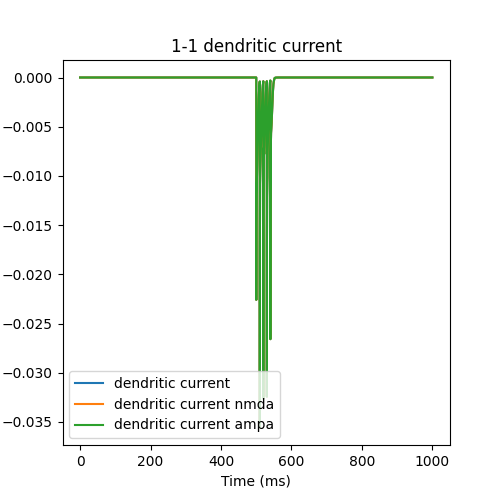 1-1 dendritic current
0.000
−0.005
−0.010
−0.015
−0.020
−0.025
−0.030
−0.035
dendritic current
dendritic current nmda
dendritic current ampa
0 200 400 600 800 1000
Time (ms)